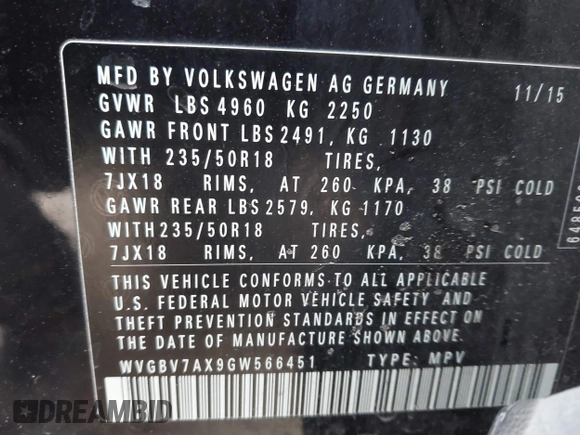 MFD BY VOLKSWAGEN AG GERMANY 11/15
GVWR LBS 4960 KG 2250
GAWR FRONT LBS 2491, KG 1130
WITH 235/50R18 TIRES,
7JX18 RIMS, AT 260 KPA, 38 PSI COLD
GAWR REAR LBS 2579, KG 1170
WITH 235/50R18 TIRES,
7JX18 RIMS, AT 260 KPA, 38 PSI COLD
THIS VEHICLE CONFORMS TO ALL APPLICABLE
U.S. FEDERAL MOTOR VEHICLE SAFETY AND
THEFT PREVENTION STANDARDS IN EFFECT ON
THE DATE OF MANUFACTURE SHOWN ABOVE.
WVGBV7AX9GW566451 TYPE: MPV
DREAMBID